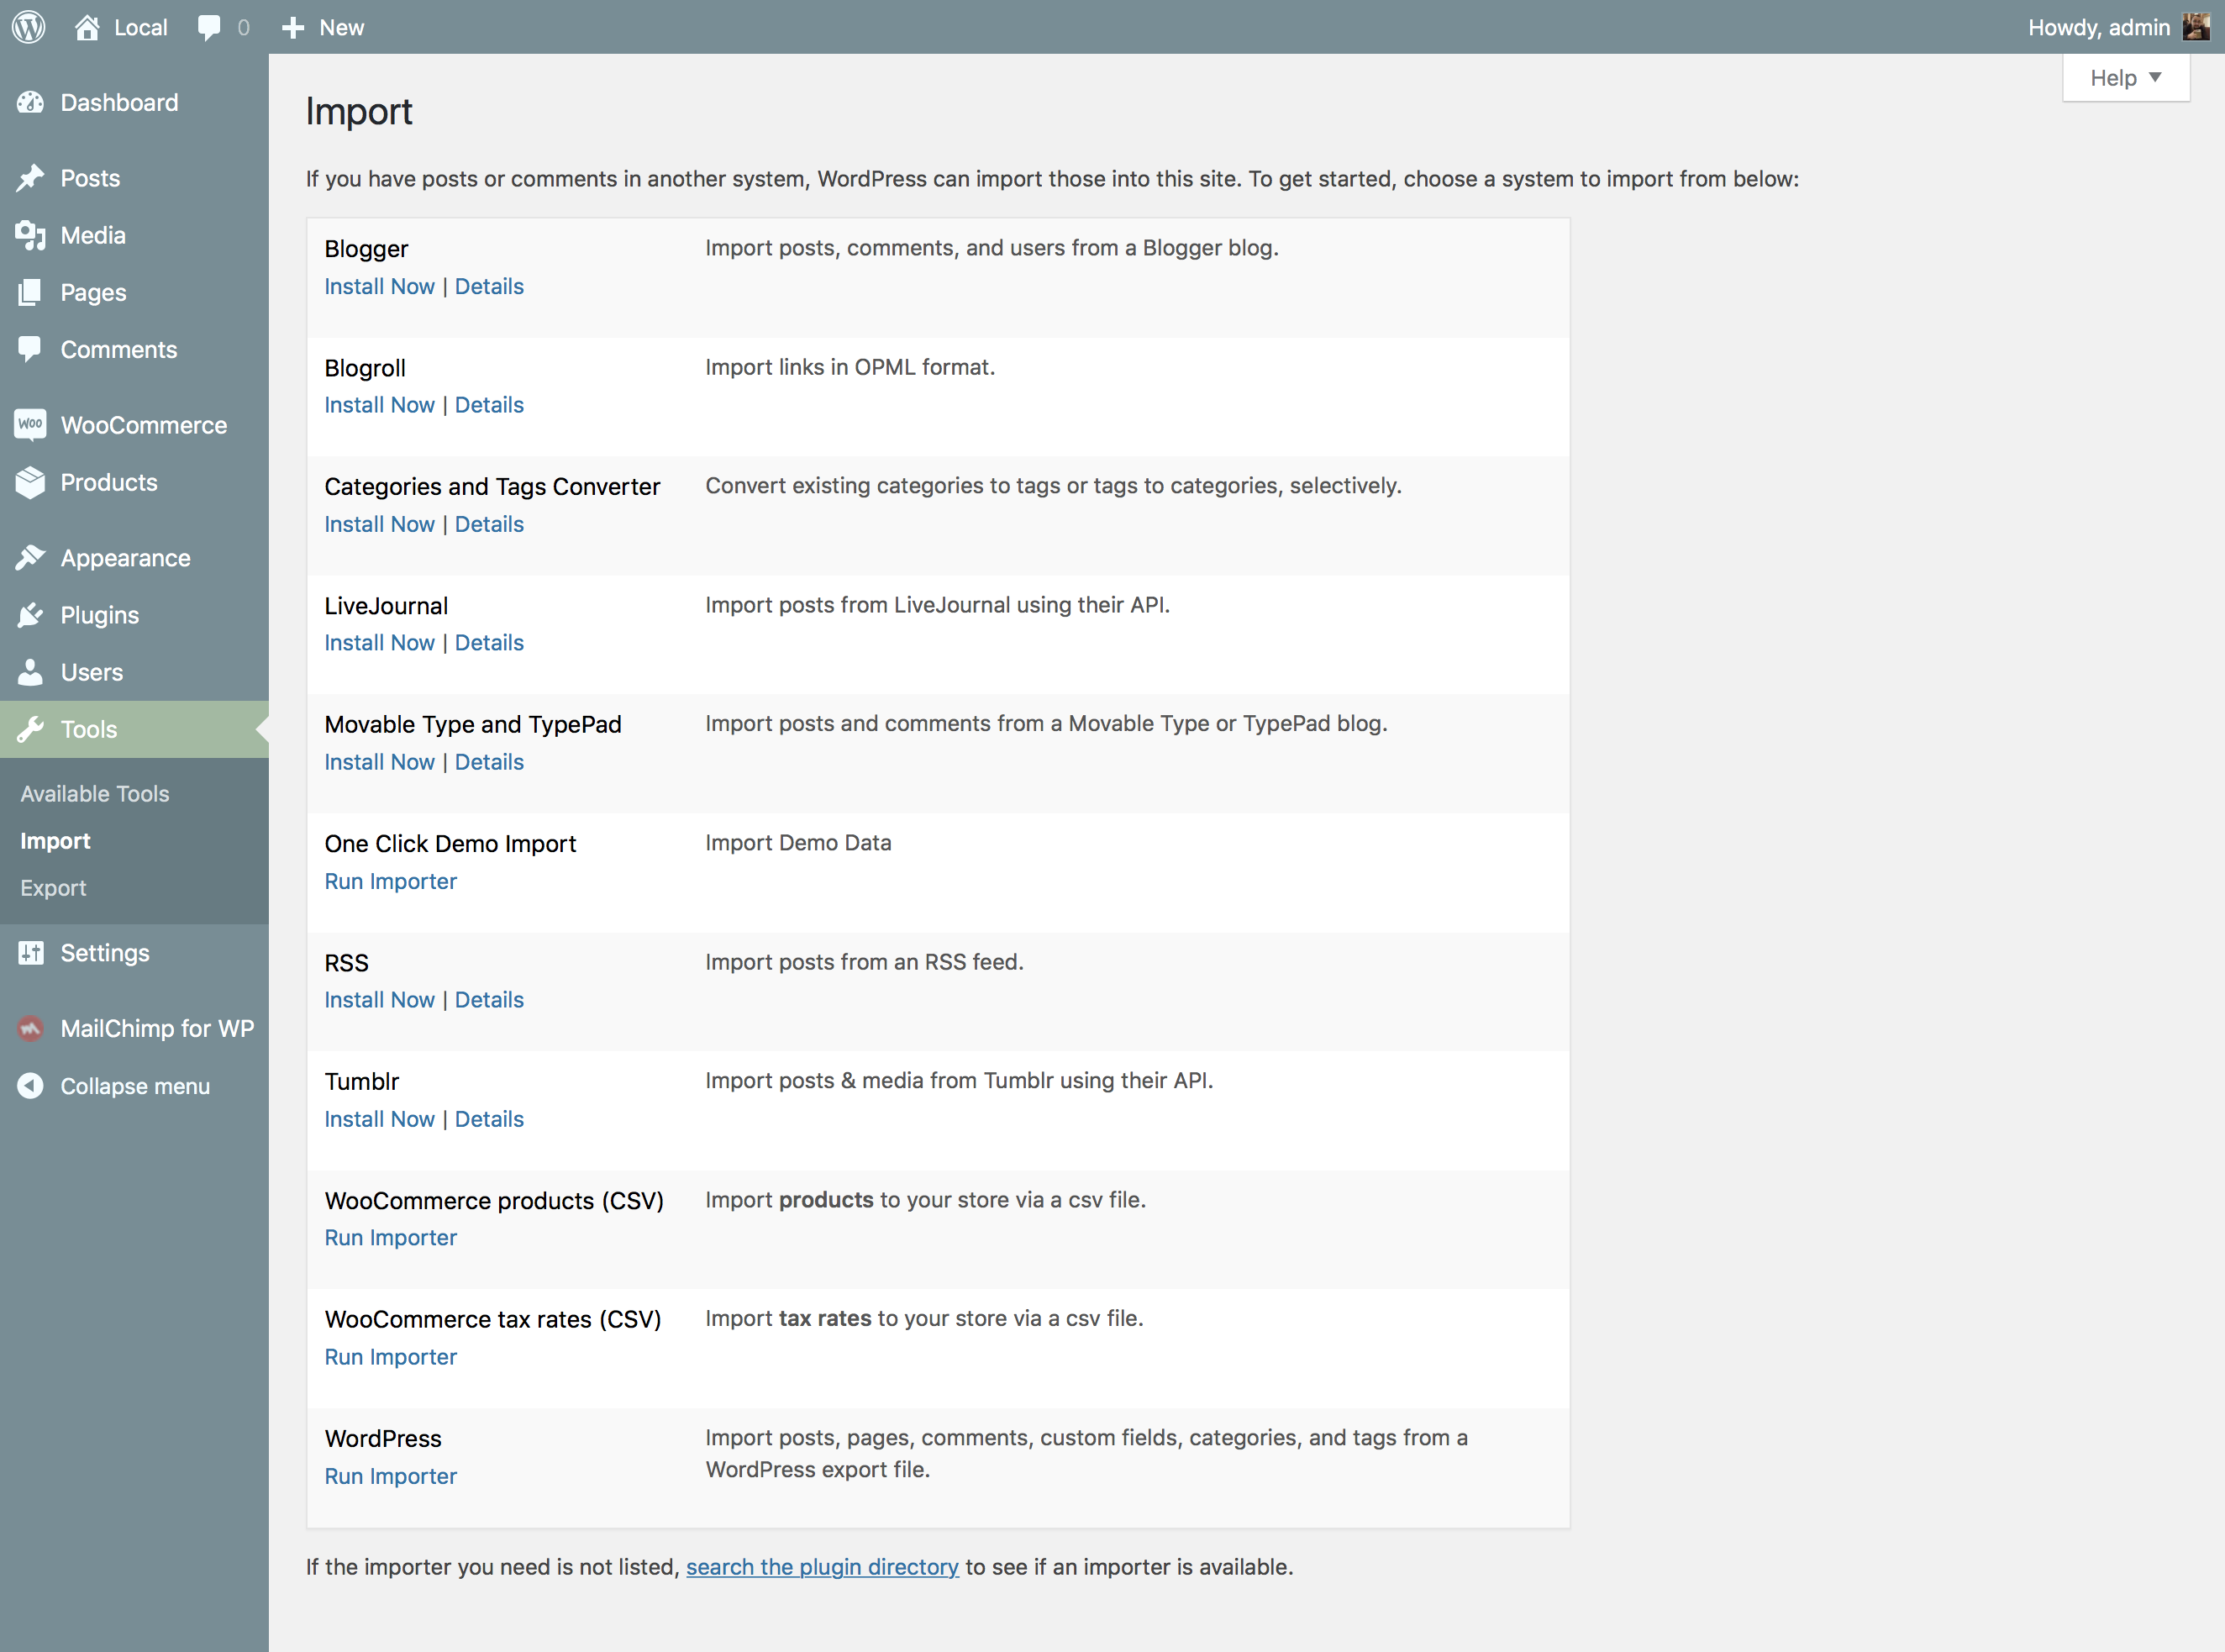 Local 0 New Howdy, admin
Help
Dashboard
Posts
Media
Pages
Comments
Woo WooCommerce
Products
Appearance
Plugins
Users
Tools
Available Tools
Import
Export
Settings
MailChimp for WP
Collapse menu
Import
If you have posts or comments in another system, WordPress can import those into this site. To get started, choose a system to import from below:
Blogger Import posts, comments, and users from a Blogger blog.
Install Now | Details
Blogroll Import links in OPML format.
Install Now | Details
Categories and Tags Converter Convert existing categories to tags or tags to categories, selectively.
Install Now | Details
LiveJournal Import posts from LiveJournal using their API.
Install Now | Details
Movable Type and TypePad Import posts and comments from a Movable Type or TypePad blog.
Install Now | Details
One Click Demo Import Import Demo Data
Run Importer
RSS Import posts from an RSS feed.
Install Now | Details
Tumblr Import posts & media from Tumblr using their API.
Install Now | Details
WooCommerce products (CSV) Import products to your store via a csv file.
Run Importer
WooCommerce tax rates (CSV) Import tax rates to your store via a csv file.
Run Importer
WordPress Import posts, pages, comments, custom fields, categories, and tags from a
WordPress export file.
Run Importer
If the importer you need is not listed, search the plugin directory to see if an importer is available.